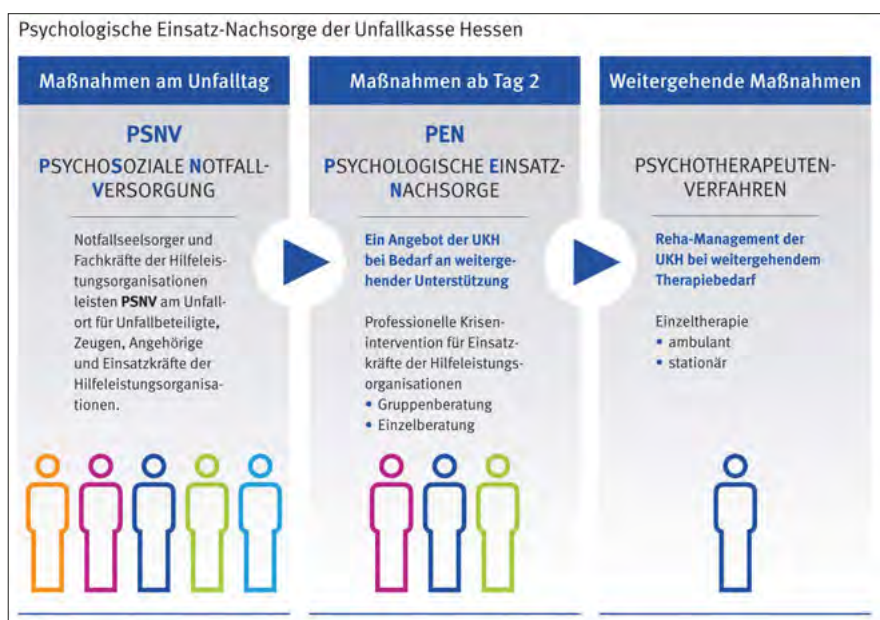 Psychologische Einsatz-Nachsorge der Unfallkasse Hessen
Maßnahmen am Unfalltag
PSNV
PSYCHOSOZIALE NOTFALL-
VERSORGUNG
Notfallseelsorger und
Fachkräfte der Hilfeleis-
tungsorganisationen
leisten PSNV am Unfall-
ort für Unfallbeteiligte,
Zeugen, Angehörige
und Einsatzkräfte der
Hilfeleistungsorganisa-
tionen.
Maßnahmen ab Tag 2
PEN
PSYCHOLOGISCHE EINSATZ-
NACHSORGE
Ein Angebot der UKH
bei Bedarf an weiterge-
hender Unterstützung
Professionelle Krisen-
intervention für Einsatz-
kräfte der Hilfeleistungs-
organisationen
• Gruppenberatung
• Einzelberatung
Weitergehende Maßnahmen
PSYCHOTHERAPEUTEN-
VERFAHREN
Reha-Management der
UKH bei weitergehendem
Therapiebedarf
Einzeltherapie
• ambulant
• stationär